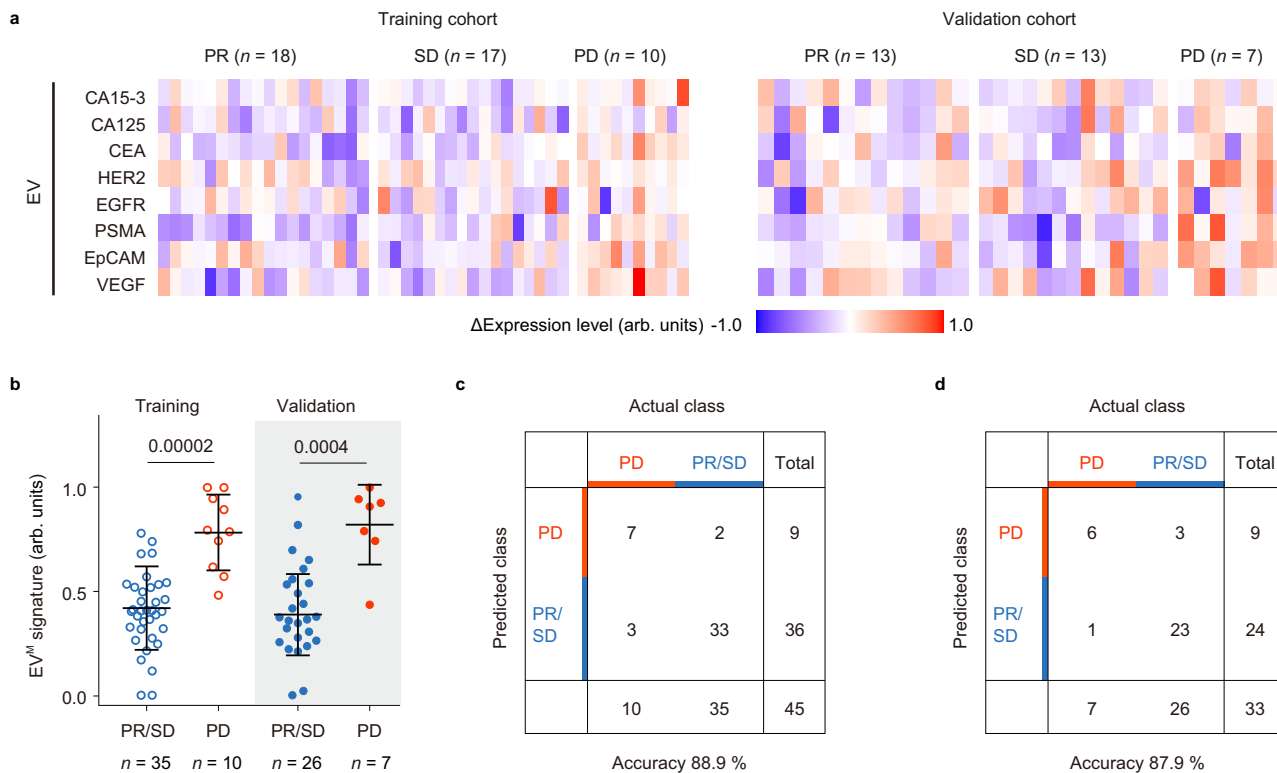 a
Training cohort
Validation cohort
PR (n = 18)
SD (n = 17)
PD (n = 10)
PR (n = 13)
SD (n = 13)
PD (n = 7)
EV
CA15-3
CA125
CEA
HER2
EGFR
PSMA
EpCAM
VEGF
ΔExpression level (arb. units) -1.0 1.0
b
Training
Validation
0.00002
0.0004
EVᴹ signature (arb. units)
1.0
0.5
0.0
PR/SD PD PR/SD PD
n = 35 n = 10 n = 26 n = 7
c
Actual class
PD PR/SD Total
Predicted class
PD 7 2 9
PR/
SD 3 33 36
10 35 45
Accuracy 88.9 %
d
Actual class
PD PR/SD Total
Predicted class
PD 6 3 9
PR/
SD 1 23 24
7 26 33
Accuracy 87.9 %